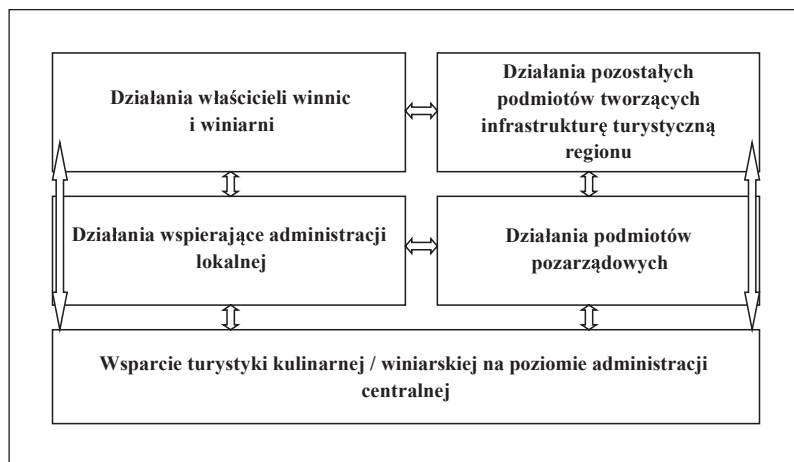 Działania właścicieli winnic
i winiarni
Działania pozostałych
podmiotów tworzących
infrastrukturę turystyczną
regionu
Działania wspierające administracji
lokalnej
Działania podmiotów
pozarządowych
Wsparcie turystyki kulinarnej / winiarskiej na poziomie administracji
centralnej